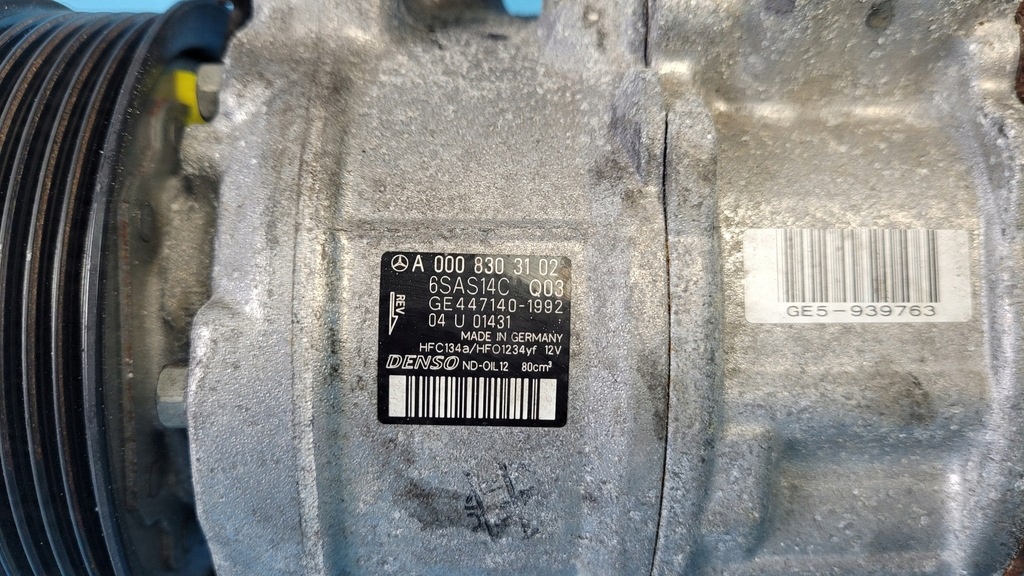 A 000 830 31 02
6SAS14C Q03
REV.
GE447140-1992
04 U 01431
MADE IN GERMANY
HFC134a/HFO1234yf 12V
DENSO ND-OIL12 80cm³
GE5-939763